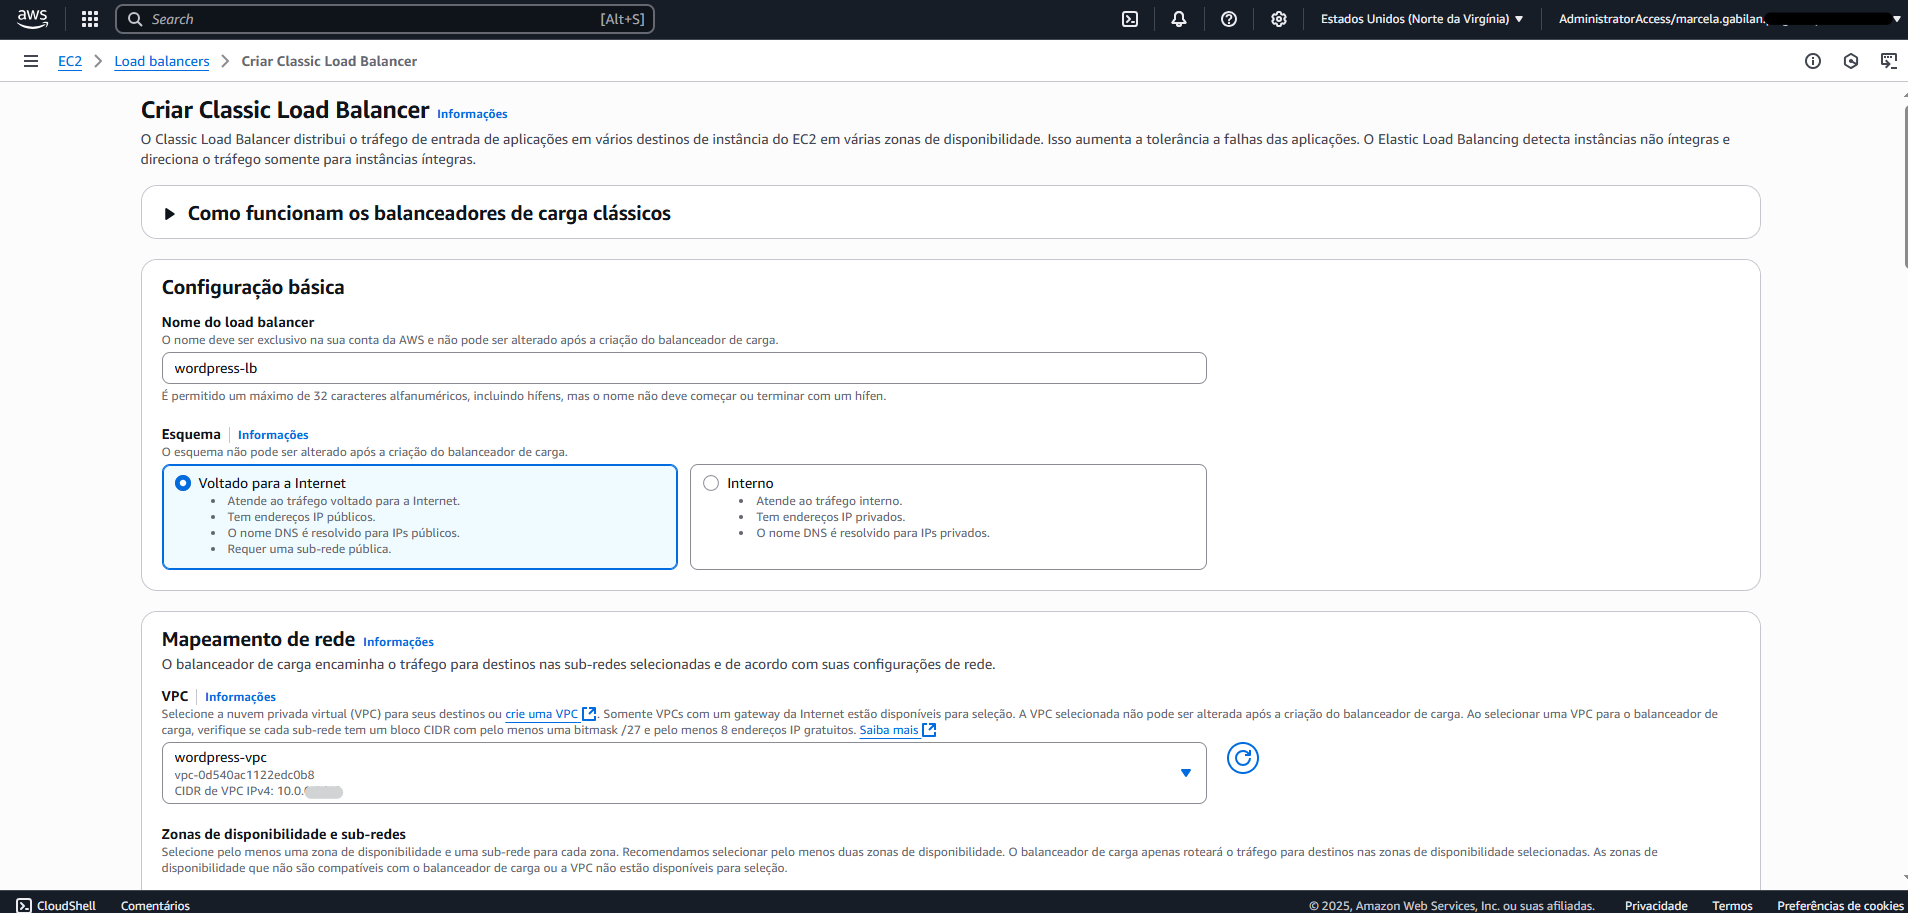 aws
Search [Alt+S]
Estados Unidos (Norte da Virgínia)
AdministratorAccess/marcela.gabilan.
EC2 > Load balancers > Criar Classic Load Balancer
Criar Classic Load Balancer Informações
O Classic Load Balancer distribui o tráfego de entrada de aplicações em vários destinos de instância do EC2 em várias zonas de disponibilidade. Isso aumenta a tolerância a falhas das aplicações. O Elastic Load Balancing detecta instâncias não íntegras e
direciona o tráfego somente para instâncias íntegras.
Como funcionam os balanceadores de carga clássicos
Configuração básica
Nome do load balancer
O nome deve ser exclusivo na sua conta da AWS e não pode ser alterado após a criação do balanceador de carga.
wordpress-lb
É permitido um máximo de 32 caracteres alfanuméricos, incluindo hífens, mas o nome não deve começar ou terminar com um hífen.
Esquema Informações
O esquema não pode ser alterado após a criação do balanceador de carga.
Voltado para a Internet
• Atende ao tráfego voltado para a Internet.
• Tem endereços IP públicos.
• O nome DNS é resolvido para IPs públicos.
• Requer uma sub-rede pública.
Interno
• Atende ao tráfego interno.
• Tem endereços IP privados.
• O nome DNS é resolvido para IPs privados.
Mapeamento de rede Informações
O balanceador de carga encaminha o tráfego para destinos nas sub-redes selecionadas e de acordo com suas configurações de rede.
VPC Informações
Selecione a nuvem privada virtual (VPC) para seus destinos ou crie uma VPC. Somente VPCs com um gateway da Internet estão disponíveis para seleção. A VPC selecionada não pode ser alterada após a criação do balanceador de carga. Ao selecionar uma VPC para o balanceador de
carga, verifique se cada sub-rede tem um bloco CIDR com pelo menos uma bitmask /27 e pelo menos 8 endereços IP gratuitos. Saiba mais
wordpress-vpc
vpc-0d540ac1122edc0b8
CIDR de VPC IPv4: 10.0.
Zonas de disponibilidade e sub-redes
Selecione pelo menos uma zona de disponibilidade e uma sub-rede para cada zona. Recomendamos selecionar pelo menos duas zonas de disponibilidade. O balanceador de carga apenas roteará o tráfego para destinos nas zonas de disponibilidade selecionadas. As zonas de
disponibilidade que não são compatíveis com o balanceador de carga ou a VPC não estão disponíveis para seleção.
CloudShell Comentários © 2025, Amazon Web Services, Inc. ou suas afiliadas. Privacidade Termos Preferências de cookies